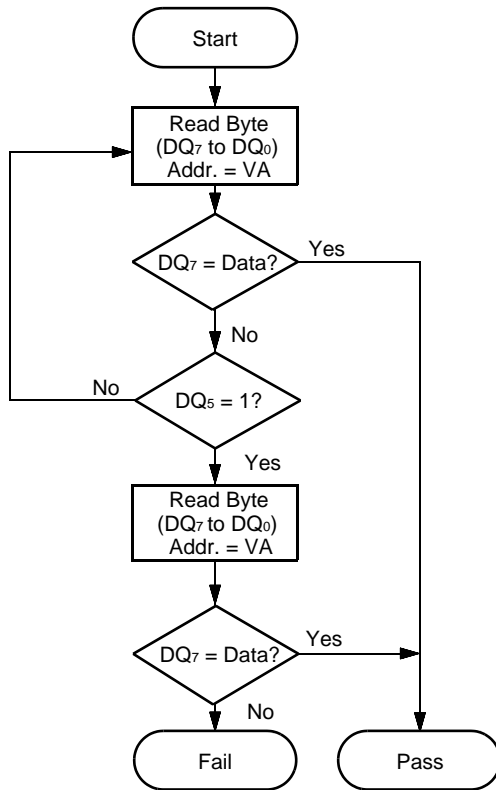 Start
Read Byte
(DQ7 to DQ0)
Addr. = VA
DQ7 = Data?
Yes
No
No
DQ5 = 1?
Yes
Read Byte
(DQ7 to DQ0)
Addr. = VA
DQ7 = Data?
Yes
No
Fail
Pass